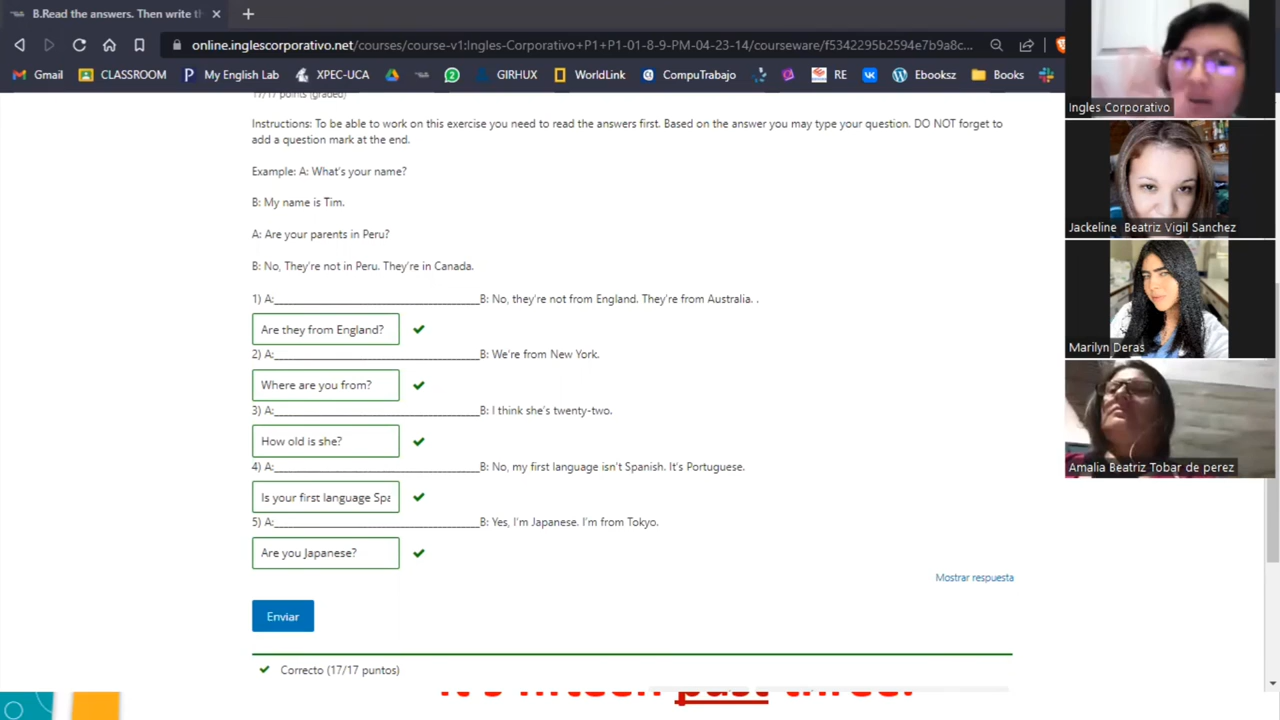 B.Read the answers. Then write t
online.inglescorporativo.net/courses/course-v1:Ingles-Corporativo+P1+P1-01-8-9-PM-04-23-14/courseware/f5342295b2594e7b9a8c...
Gmail CLASSROOM My English Lab XPEC-UCA GIRHUX WorldLink CompuTrabajo RE Ebooksz Books
17/17 points (graded)
Instructions: To be able to work on this exercise you need to read the answers first. Based on the answer you may type your question. DO NOT forget to
add a question mark at the end.
Example: A: What's your name?
B: My name is Tim.
A: Are your parents in Peru?
B: No, They're not in Peru. They're in Canada.
1) A:________________________________B: No, they're not from England. They're from Australia. .
Are they from England?
2) A:________________________________B: We're from New York.
Where are you from?
3) A:________________________________B: I think she's twenty-two.
How old is she?
4) A:________________________________B: No, my first language isn't Spanish. It's Portuguese.
Is your first language Spa
5) A:________________________________B: Yes, I'm Japanese. I'm from Tokyo.
Are you Japanese?
Mostrar respuesta
Enviar
Correcto (17/17 puntos)
It's fifteen past three.
Ingles Corporativo
Jackeline Beatriz Vigil Sanchez
Marilyn Deras
Amalia Beatriz Tobar de perez